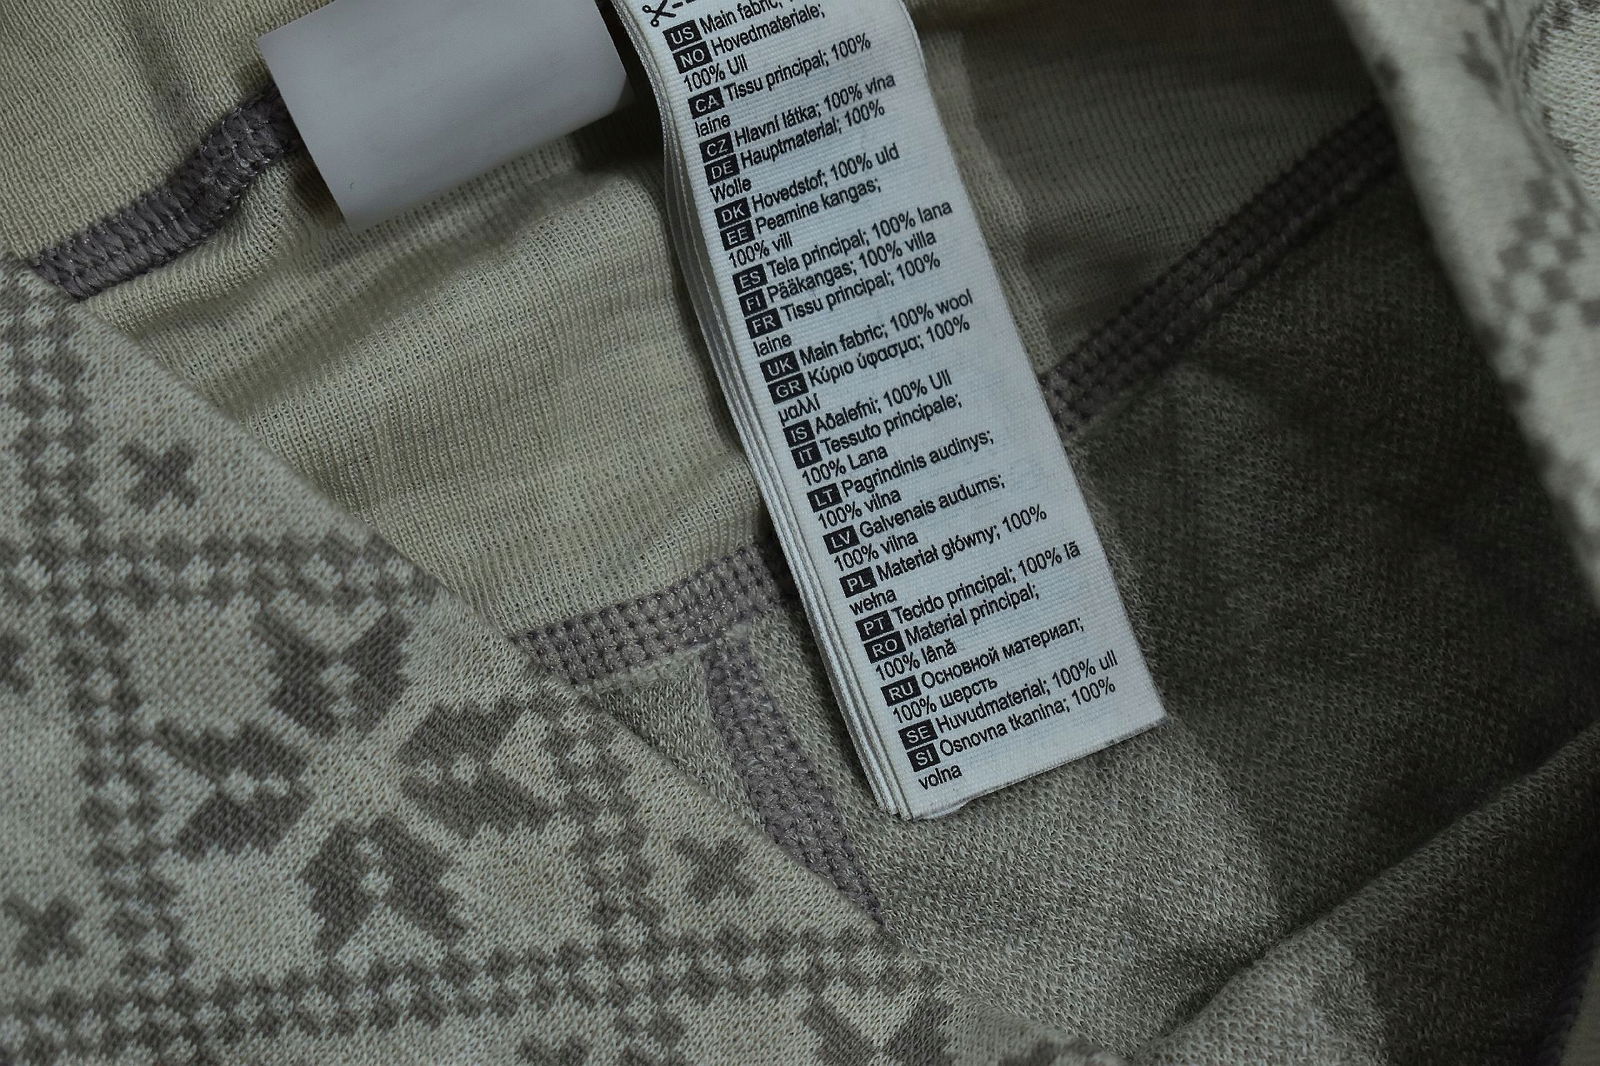 US Main fabric;
NO Hovedmateriale;
100% Ull
CA Tissu principal; 100%
laine
CZ Hlavní látka; 100% vlna
DE Hauptmaterial; 100%
Wolle
DK Hovedstof; 100% uld
EE Peamine kangas;
100% vill
ES Tela principal; 100% lana
FI Pääkangas; 100% villa
FR Tissu principal; 100%
laine
UK Main fabric; 100% wool
GR Κύριο ύφασμα; 100%
μαλλί
IS Aðalefni; 100% Ull
IT Tessuto principale;
100% Lana
LT Pagrindinis audinys;
100% vilna
LV Galvenais audums;
100% vilna
PL Materiał główny; 100%
wełna
PT Tecido principal; 100% lã
RO Material principal;
100% lână
RU Основной материал;
100% шерсть
SE Huvudmaterial; 100% ull
SI Osnovna tkanina; 100%
volna